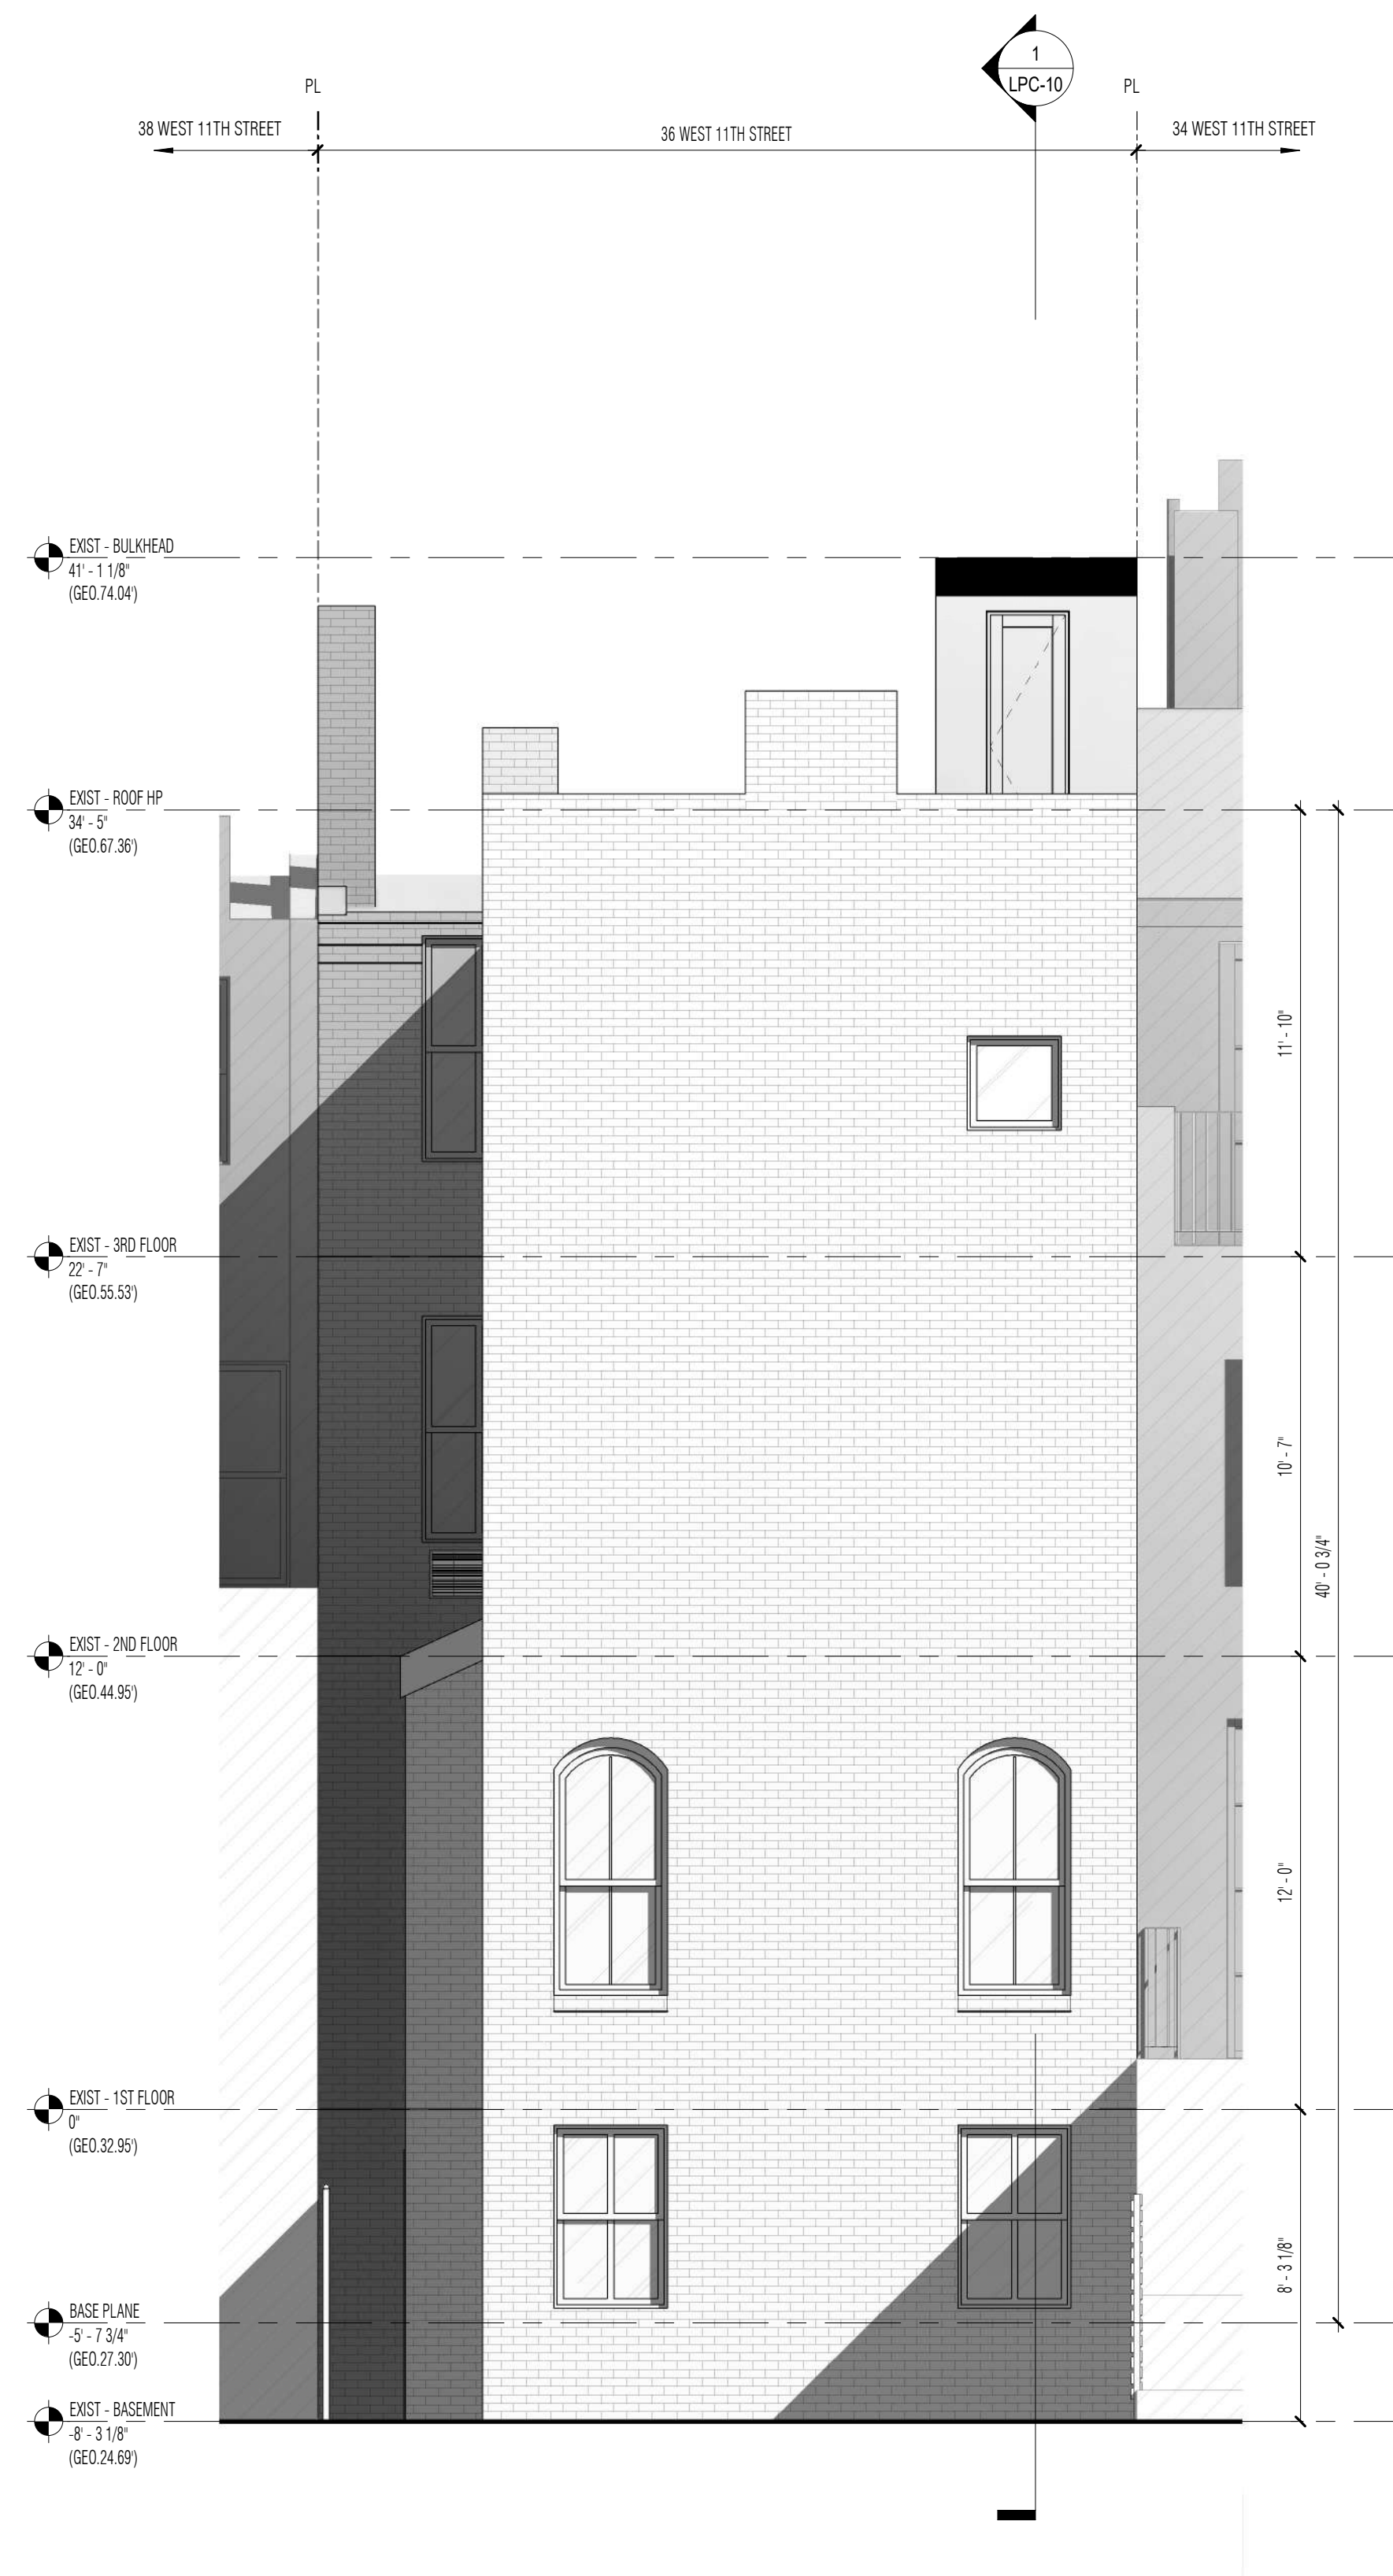 1
LPC-10
PL
PL
38 WEST 11TH STREET
36 WEST 11TH STREET
34 WEST 11TH STREET
EXIST - BULKHEAD
41' - 1 1/8"
(GEO.74.04')
EXIST - ROOF HP
34' - 5"
(GEO.67.36')
11' - 10"
EXIST - 3RD FLOOR
22' - 7"
(GEO.55.53')
10' - 7"
40' - 0 3/4"
EXIST - 2ND FLOOR
12' - 0"
(GEO.44.95')
12' - 0"
EXIST - 1ST FLOOR
0"
(GEO.32.95')
8' - 3 1/8"
BASE PLANE
-5' - 7 3/4"
(GEO.27.30')
EXIST - BASEMENT
-8' - 3 1/8"
(GEO.24.69')